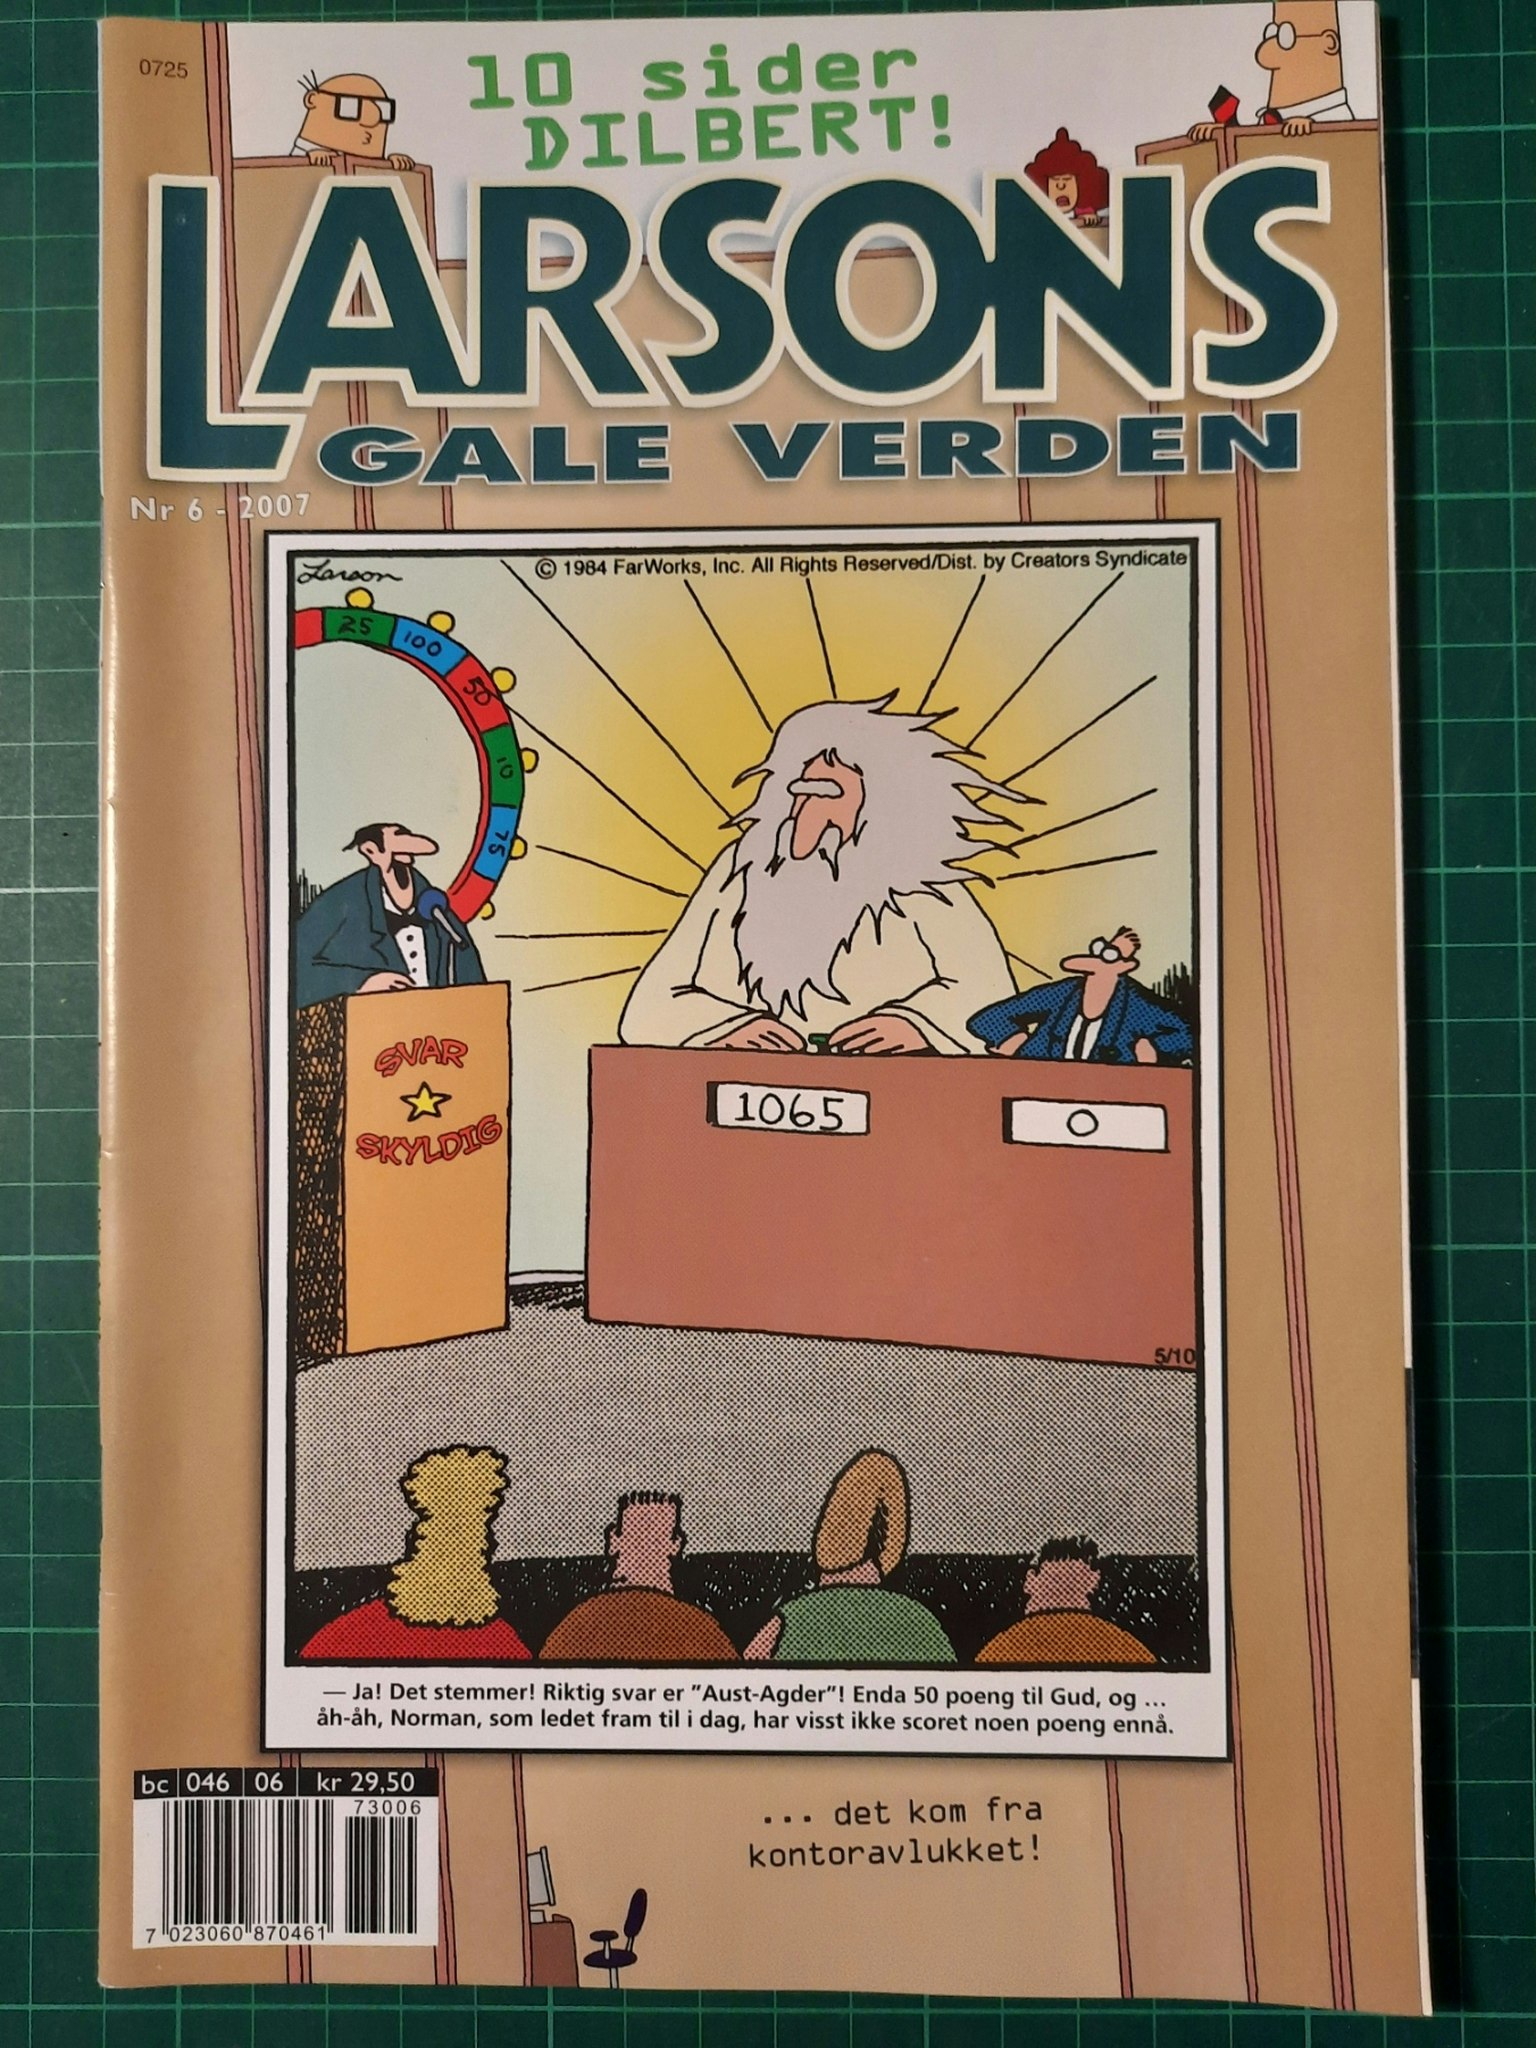 0725
10 sider
DILBERT!
LARSONS
GALE VERDEN
Nr 6 - 2007
Larson
© 1984 FarWorks, Inc. All Rights Reserved/Dist. by Creators Syndicate
25
100
50
10
75
SVAR
SKYLDIG
1065
0
5/10
— Ja! Det stemmer! Riktig svar er ”Aust-Agder”! Enda 50 poeng til Gud, og ...
åh-åh, Norman, som ledet fram til i dag, har visst ikke scoret noen poeng ennå.
bc 046 06 kr 29,50
73006
7 023060 870461
... det kom fra
kontoravlukket!